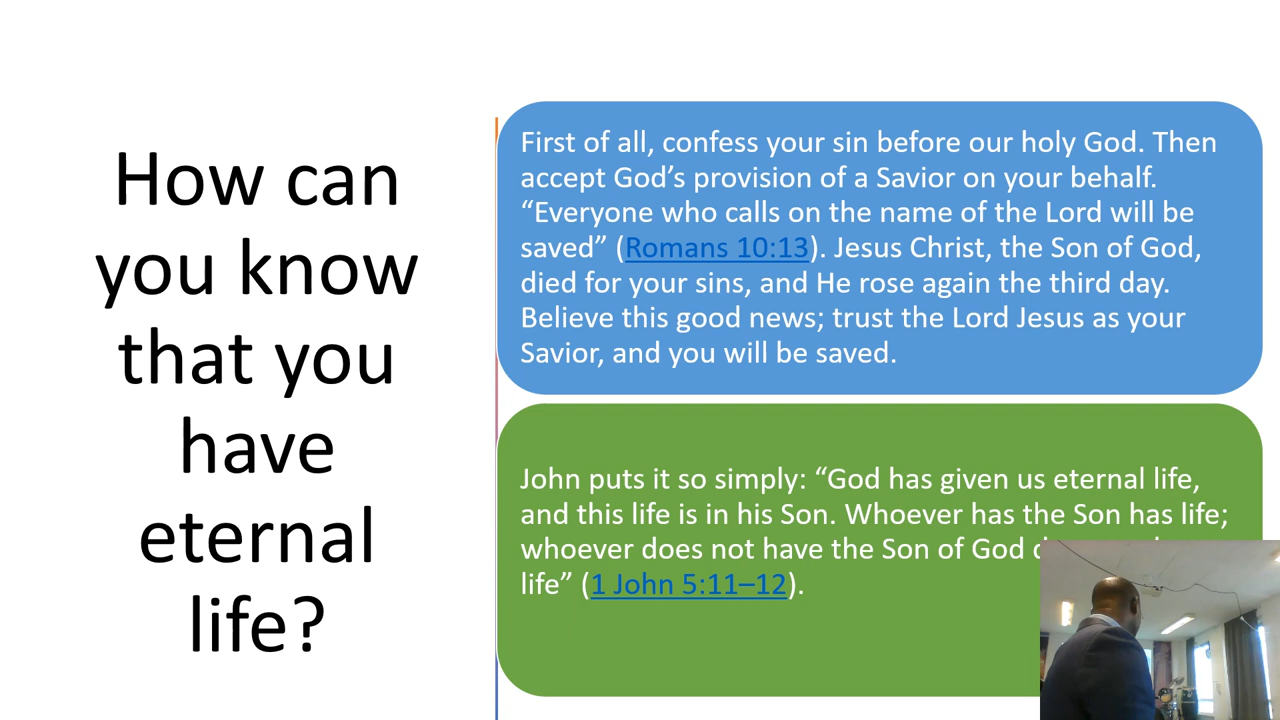 How can
you know
that you
have
eternal
life?
First of all, confess your sin before our holy God. Then
accept God’s provision of a Savior on your behalf.
“Everyone who calls on the name of the Lord will be
saved” (Romans 10:13). Jesus Christ, the Son of God,
died for your sins, and He rose again the third day.
Believe this good news; trust the Lord Jesus as your
Savior, and you will be saved.
John puts it so simply: “God has given us eternal life,
and this life is in his Son. Whoever has the Son has life;
whoever does not have the Son of God
life” (1 John 5:11–12).